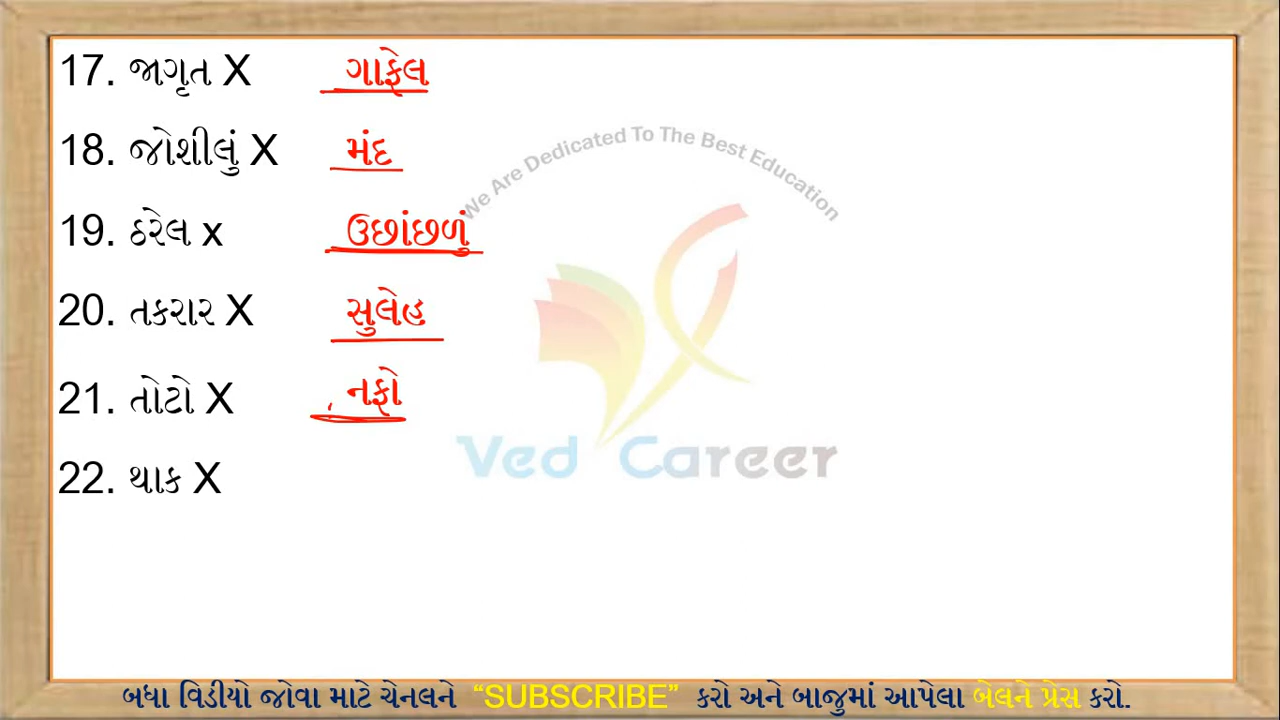 17. જાગૃત X ગાફેલ
18. જોશીલું X મંદ
We Are Dedicated To The Best Education
19. ઠરેલ x ઉછાંછળું
20. તકરાર X સુલેહ
21. તોટો X નફો
Ved Career
22. થાક X
બધા વિડીયો જોવા માટે ચેનલને “SUBSCRIBE” કરો અને બાજુમાં આપેલા બેલને પ્રેસ કરો.